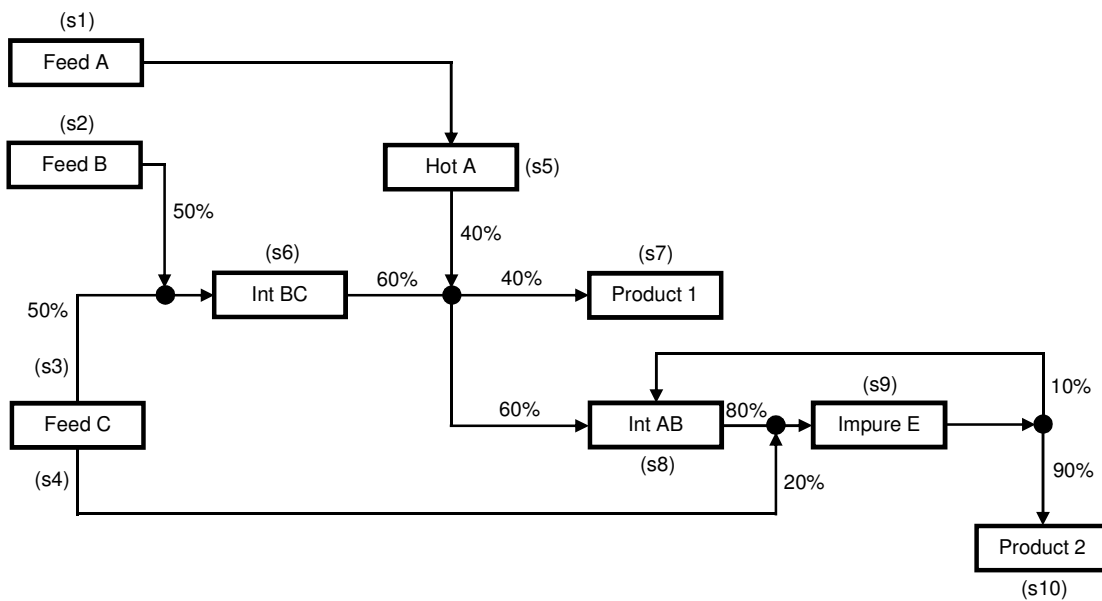 (s1)
Feed A
(s2)
Feed B
Hot A
(s5)
50%
40%
(s6)
(s7)
60%
40%
Int BC
Product 1
50%
(s3)
(s9)
10%
Feed C
60%
Int AB
80%
Impure E
(s4)
(s8)
20%
90%
Product 2
(s10)